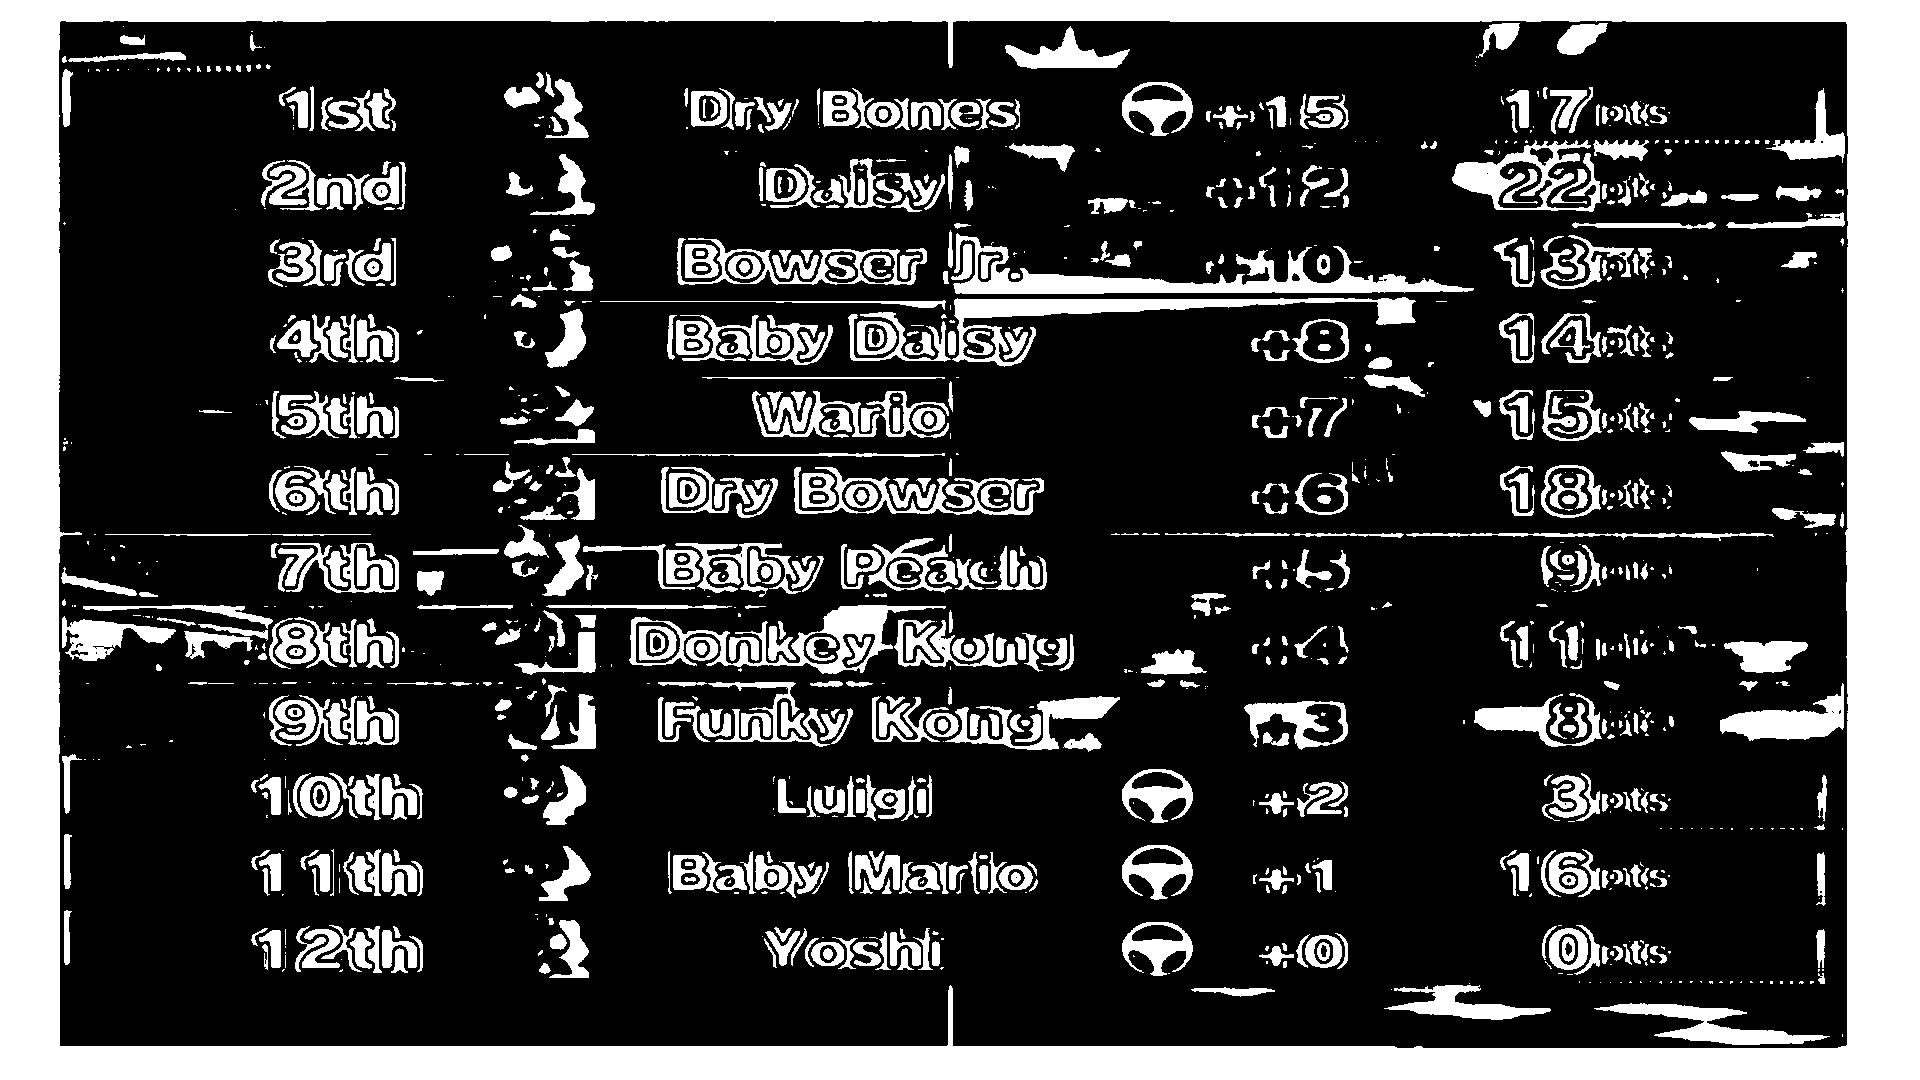 1st Dry Bones +15 17pts
2nd Daisy +12 22pts
3rd Bowser Jr. +10 13pts
4th Baby Daisy +8 14pts
5th Wario +7 15pts
6th Dry Bowser +6 18pts
7th Baby Peach +5 9pts
8th Donkey Kong +4 11pts
9th Funky Kong +3 8pts
10th Luigi +2 3pts
11th Baby Mario +1 16pts
12th Yoshi +0 0pts